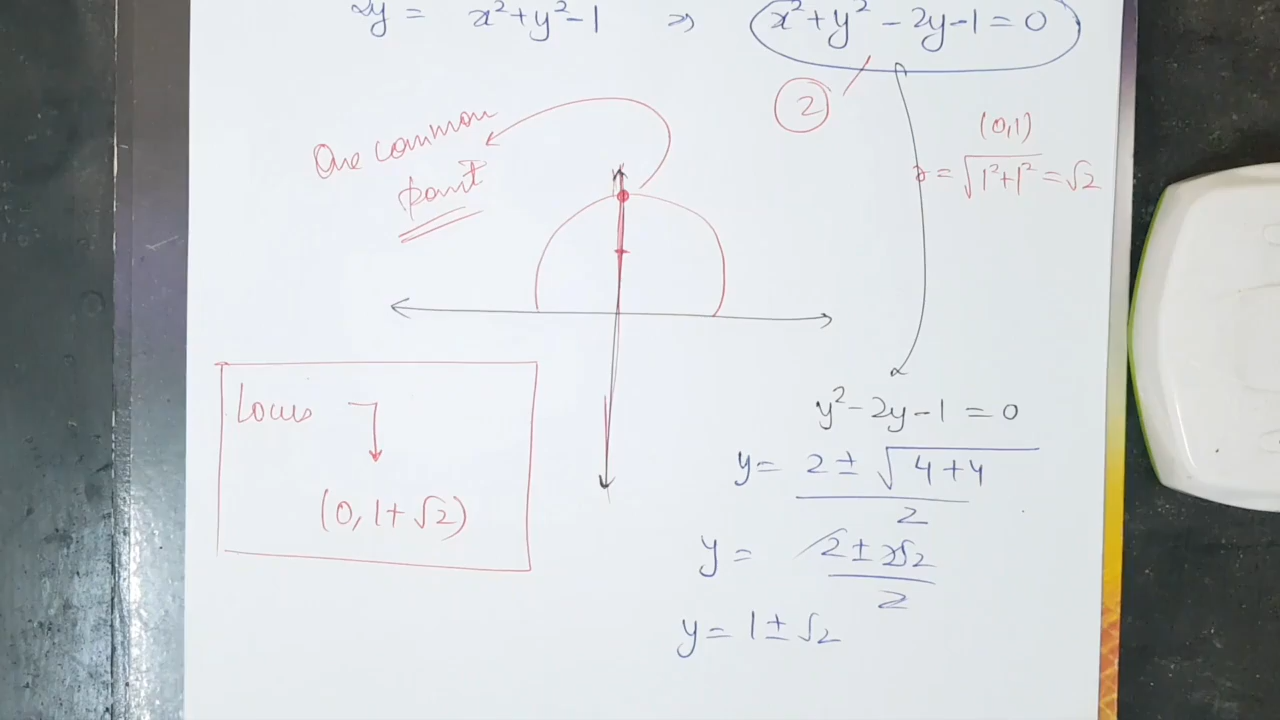 2y = x²+y²-1 ⇒ x²+y²-2y-1=0
2
(0,1)
r = √1²+1² = √2
One common
point
y²-2y-1 = 0
y = 2 ± √4+4
2
y = 2 ± 2√2
2
y = 1 ± √2
Locus
(0, 1+√2)